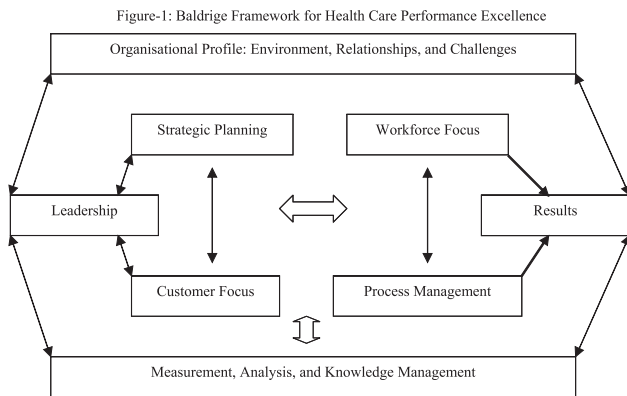 Figure-1: Baldrige Framework for Health Care Performance Excellence
Organisational Profile: Environment, Relationships, and Challenges
Strategic Planning
Workforce Focus
Leadership
Results
Customer Focus
Process Management
Measurement, Analysis, and Knowledge Management